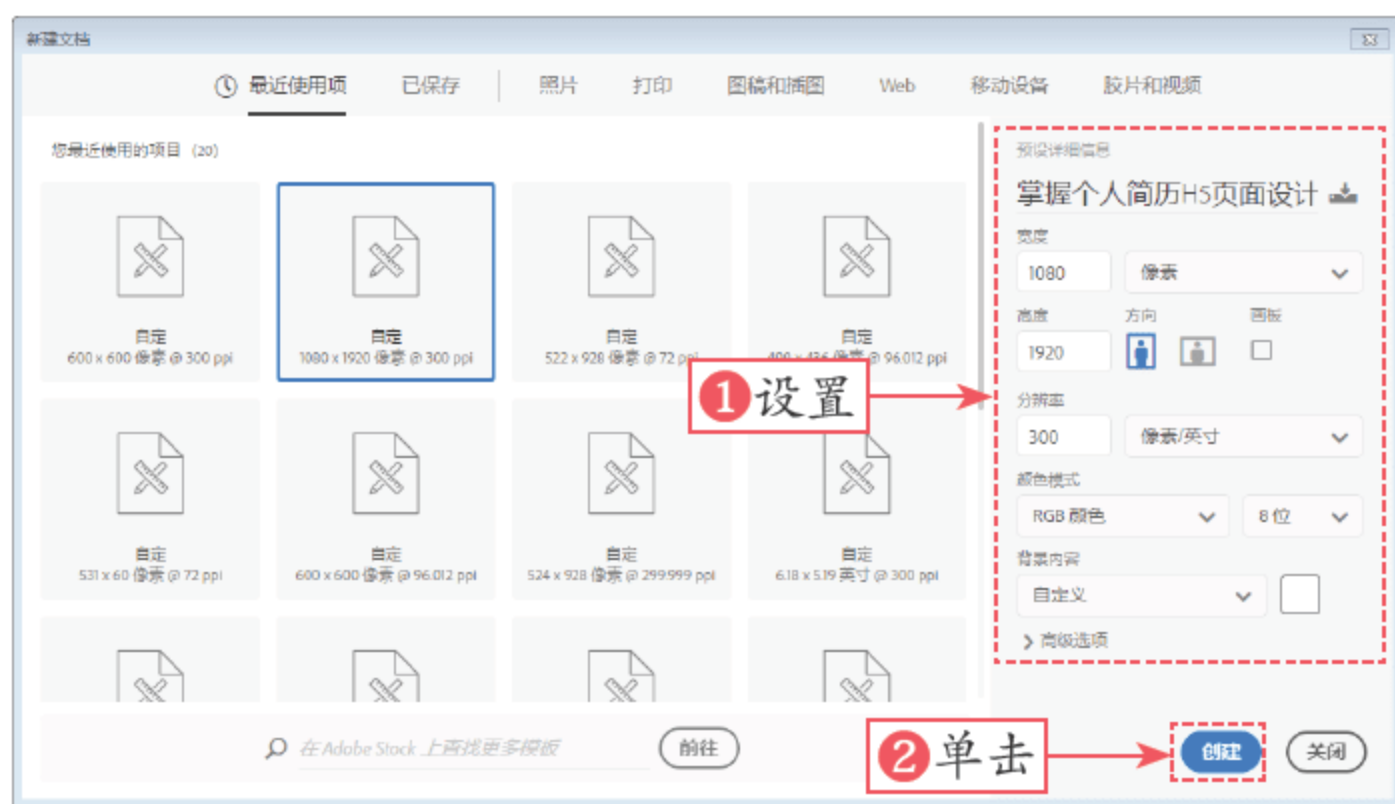 新建文档
最近使用项 已保存 照片 打印 图稿和插图 Web 移动设备 胶片和视频
您最近使用的项目 (20)
自定 自定 自定 自定
600 x 600 像素 @ 300 ppi 1080 x 1920 像素 @ 300 ppi 522 x 928 像素 @ 72 ppi 像素 @ 96.012 ppi
自定 自定 自定 自定
531 x 60 像素 @ 72 ppi 600 x 600 像素 @ 96.012 ppi 524 x 928 像素 @ 299.999 ppi 6.18 x 5.19 英寸 @ 300 ppi
在 Adobe Stock 上查找更多模板 前往
预设详细信息
掌握个人简历H5页面设计
宽度
1080 像素
高度 方向 画板
1920
分辨率
300 像素/英寸
颜色模式
RGB 颜色 8 位
背景内容
自定义
高级选项
1 设置
2 单击
创建 关闭